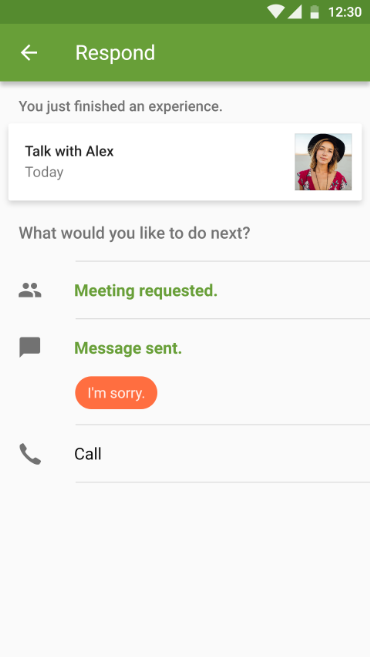 12:30
Respond
You just finished an experience.
Talk with Alex
Today
What would you like to do next?
Meeting requested.
Message sent.
I'm sorry.
Call